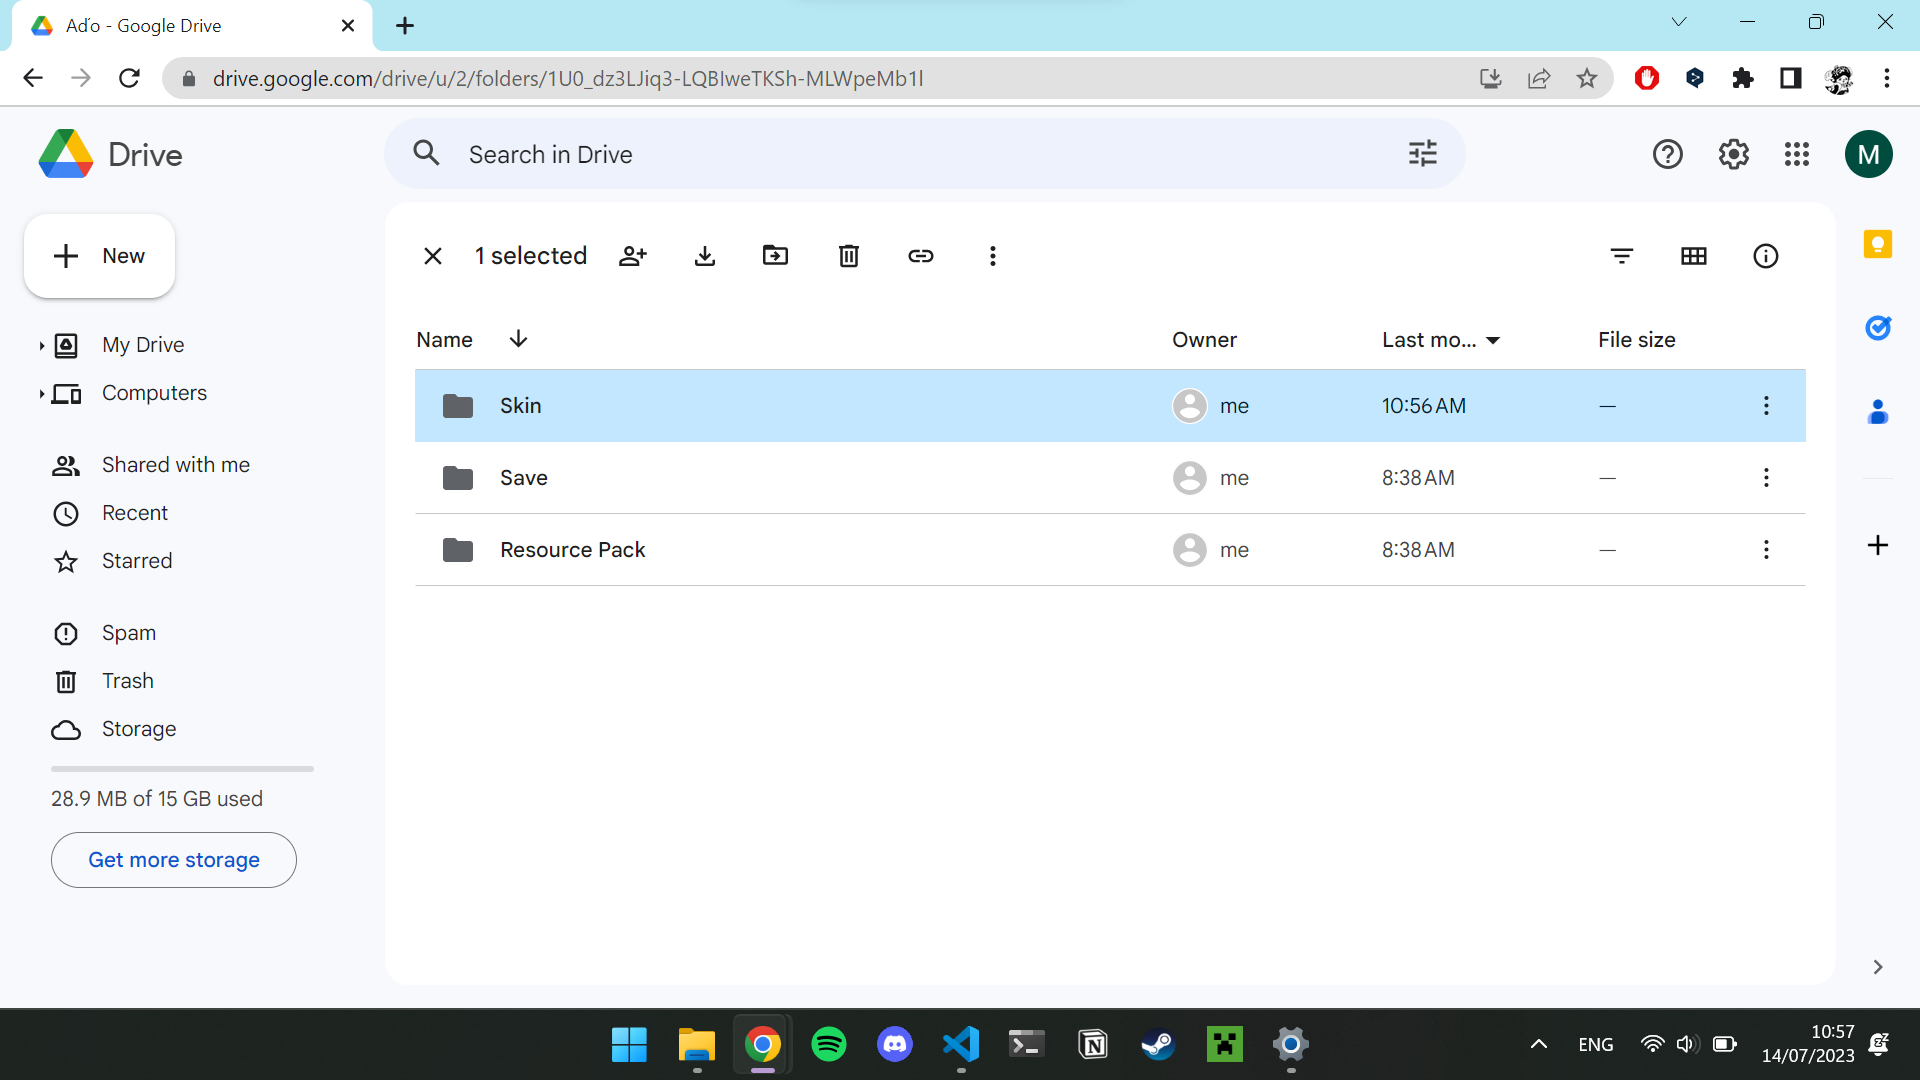 Aďo - Google Drive
drive.google.com/drive/u/2/folders/1U0_dz3LJiq3-LQBIweTKSh-MLWpeMb1l
Drive
Search in Drive
M
New
1 selected
My Drive
Computers
Shared with me
Recent
Starred
Spam
Trash
Storage
28.9 MB of 15 GB used
Get more storage
Name Owner Last mo... File size
Skin me 10:56 AM —
Save me 8:38 AM —
Resource Pack me 8:38 AM —
ENG
10:57
14/07/2023